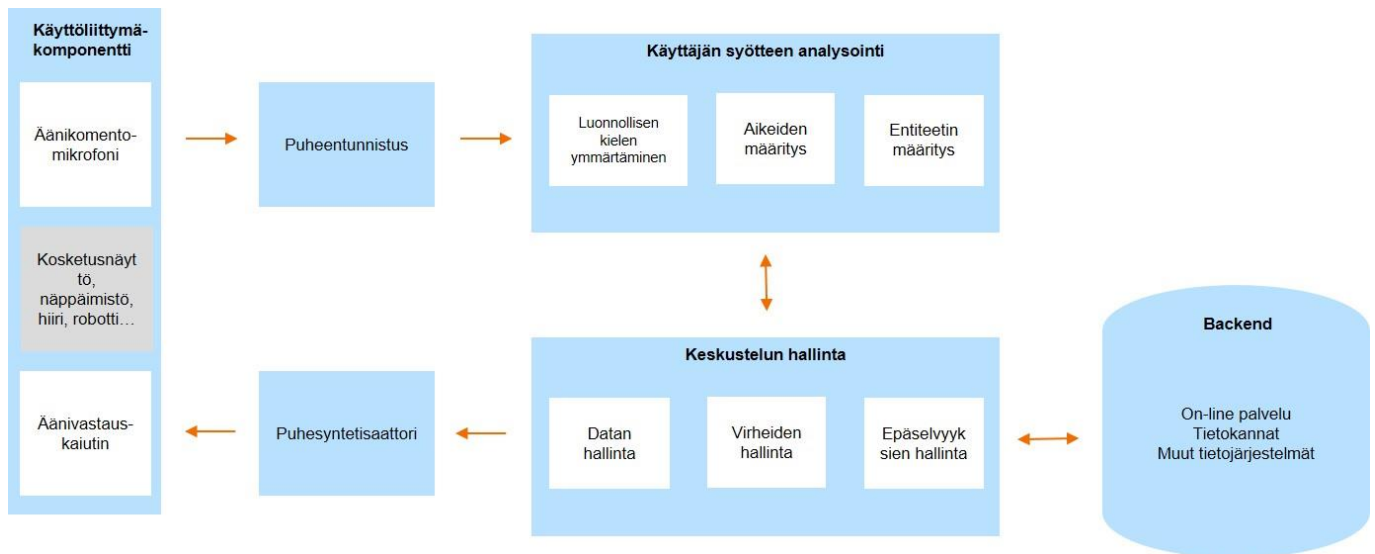 Käyttöliittymä-
komponentti
Äänikomento-
mikrofoni
Kosketusnäyt
tö,
näppäimistö,
hiiri, robotti…
Äänivastaus-
kaiutin
Puheentunnistus
Puhesyntetisaattori
Käyttäjän syötteen analysointi
Luonnollisen
kielen
ymmärtäminen
Aikeiden
määritys
Entiteetin
määritys
Keskustelun hallinta
Datan
hallinta
Virheiden
hallinta
Epäselvyyk
sien hallinta
Backend
On-line palvelu
Tietokannat
Muut tietojärjestelmät